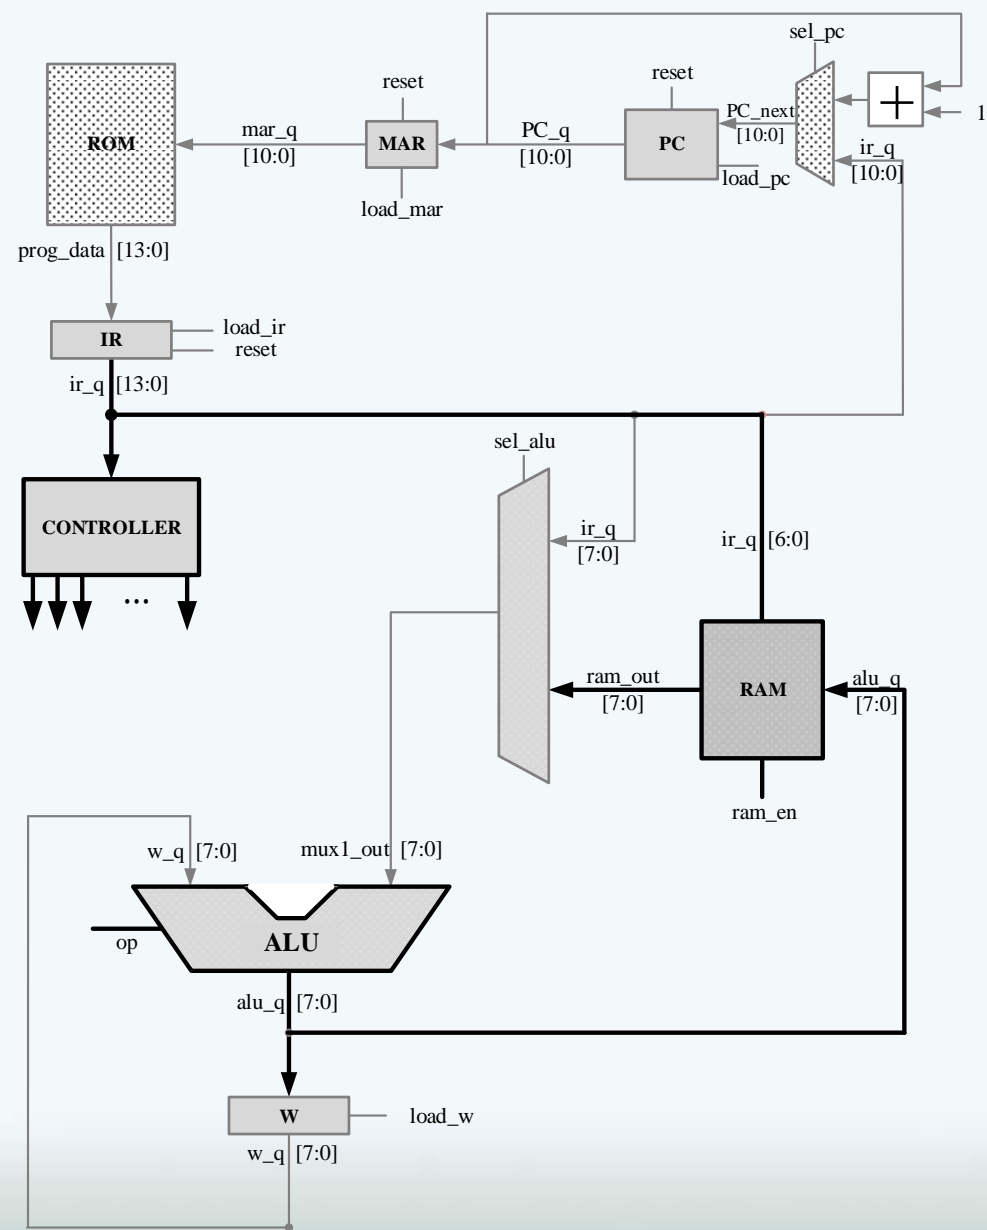 sel_pc
reset
reset
PC_next
[10:0]
1
ROM
mar_q
[10:0]
MAR
PC_q
[10:0]
PC
ir_q
[10:0]
load_pc
load_mar
prog_data [13:0]
IR
load_ir
reset
ir_q [13:0]
sel_alu
CONTROLLER
...
ir_q
[7:0]
ir_q [6:0]
ram_out
[7:0]
RAM
alu_q
[7:0]
ram_en
w_q [7:0]
mux1_out [7:0]
op
ALU
alu_q [7:0]
W
load_w
w_q [7:0]